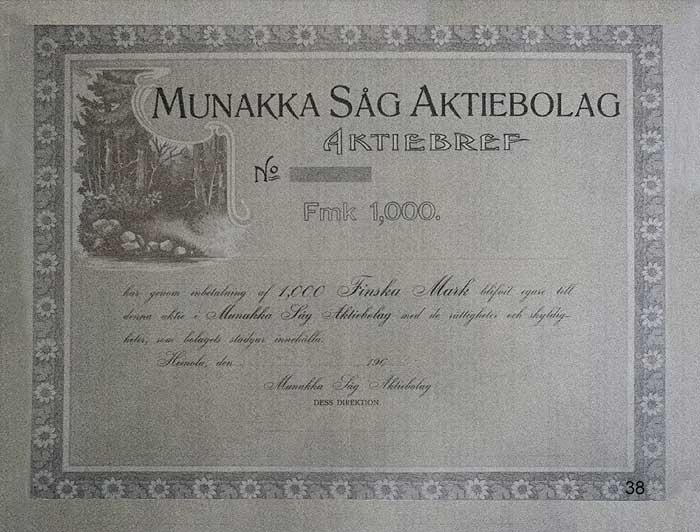 MUNAKKA SÅG AKTIEBOLAG
AKTIEBREF
No
Fmk 1,000.
har genom inbetalning af 1,000 Finska Mark blifvit egare till
denna aktie i Munakka Såg Aktiebolag med de rättigheter och skyldig-
heter, som bolagets stadgar innehålla.
Heinola, den 190
Munakka Såg Aktiebolag
DESS DIREKTION
38